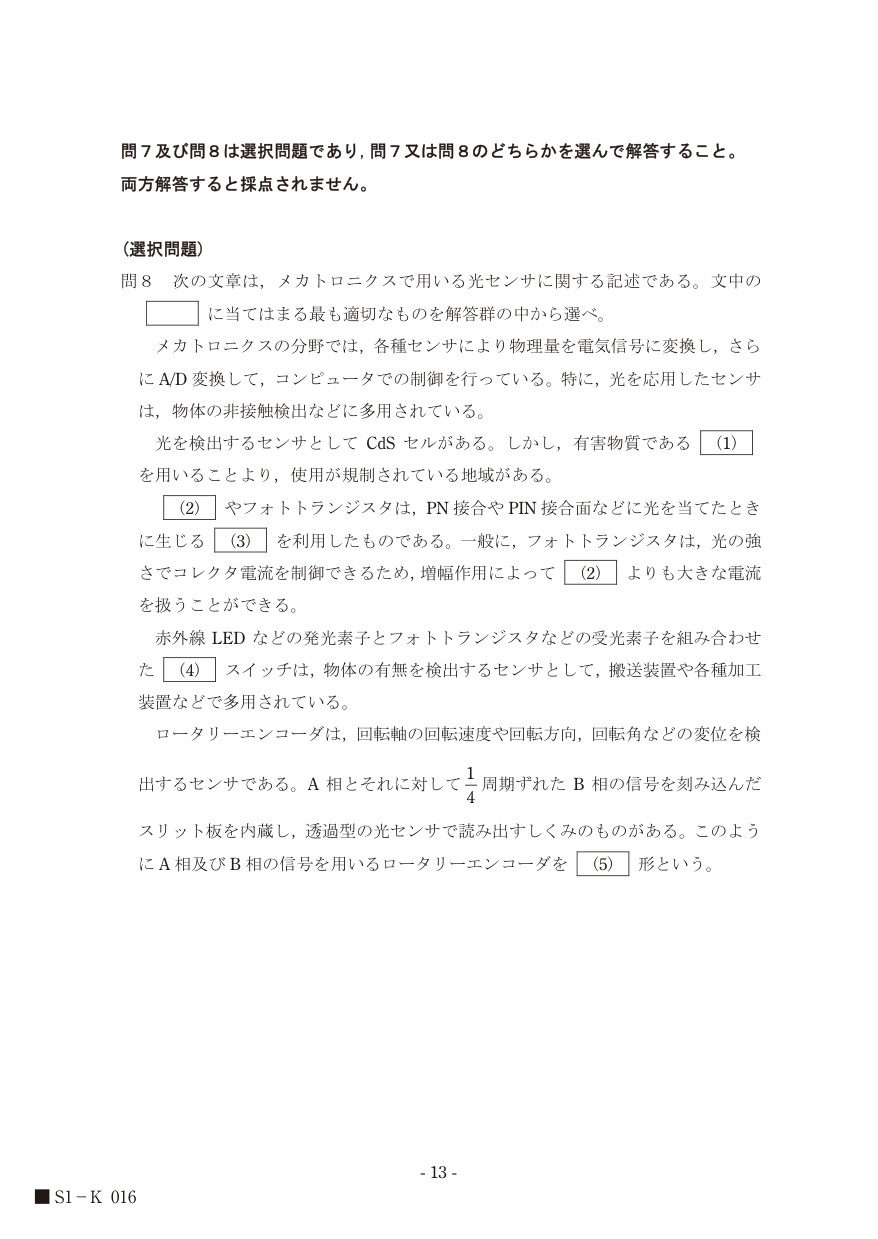 問7及び問8は選択問題であり,問7又は問8のどちらかを選んで解答すること。
両方解答すると採点されません。
(選択問題)
問8 次の文章は,メカトロニクスで用いる光センサに関する記述である。文中の
に当てはまる最も適切なものを解答群の中から選べ。
メカトロニクスの分野では,各種センサにより物理量を電気信号に変換し,さら
に A/D 変換して,コンピュータでの制御を行っている。特に,光を応用したセンサ
は,物体の非接触検出などに多用されている。
光を検出するセンサとして CdS セルがある。しかし,有害物質である (1)
を用いることより,使用が規制されている地域がある。
(2) やフォトトランジスタは,PN 接合や PIN 接合面などに光を当てたとき
に生じる (3) を利用したものである。一般に,フォトトランジスタは,光の強
さでコレクタ電流を制御できるため,増幅作用によって (2) よりも大きな電流
を扱うことができる。
赤外線 LED などの発光素子とフォトトランジスタなどの受光素子を組み合わせ
た (4) スイッチは,物体の有無を検出するセンサとして,搬送装置や各種加工
装置などで多用されている。
ロータリーエンコーダは,回転軸の回転速度や回転方向,回転角などの変位を検
出するセンサである。A 相とそれに対して 1/4 周期ずれた B 相の信号を刻み込んだ
スリット板を内蔵し,透過型の光センサで読み出すしくみのものがある。このよう
に A 相及び B 相の信号を用いるロータリーエンコーダを (5) 形という。
- 13 -
■ S1－K 016